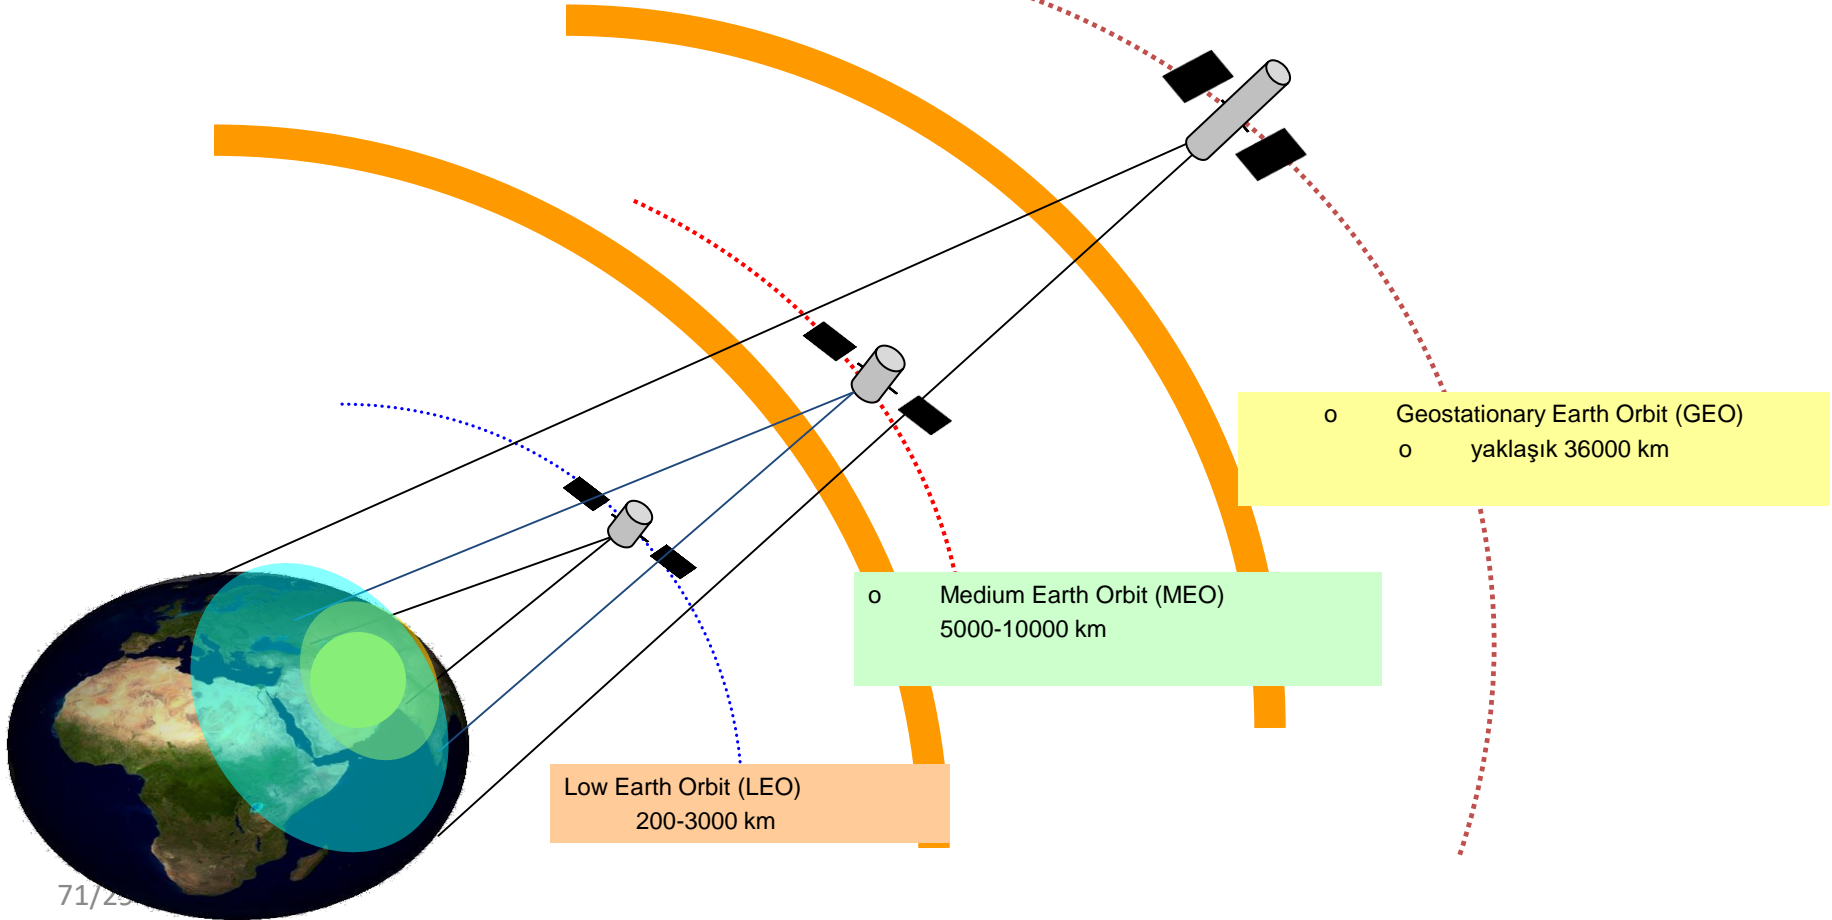 o Geostationary Earth Orbit (GEO)
o yaklaşık 36000 km
o Medium Earth Orbit (MEO)
5000-10000 km
Low Earth Orbit (LEO)
200-3000 km